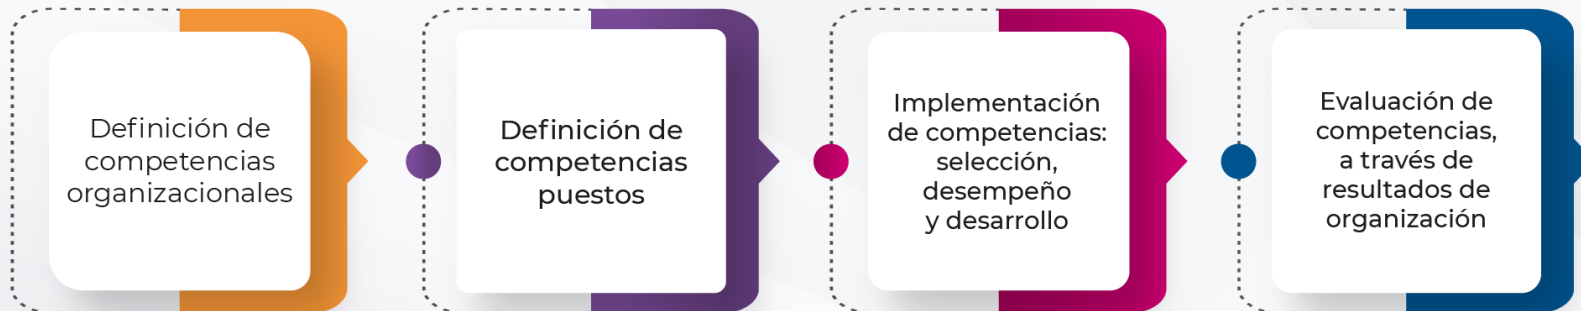 Definición de
competencias
organizacionales
Definición de
competencias
puestos
Implementación
de competencias:
selección,
desempeño
y desarrollo
Evaluación de
competencias,
a través de
resultados de
organización